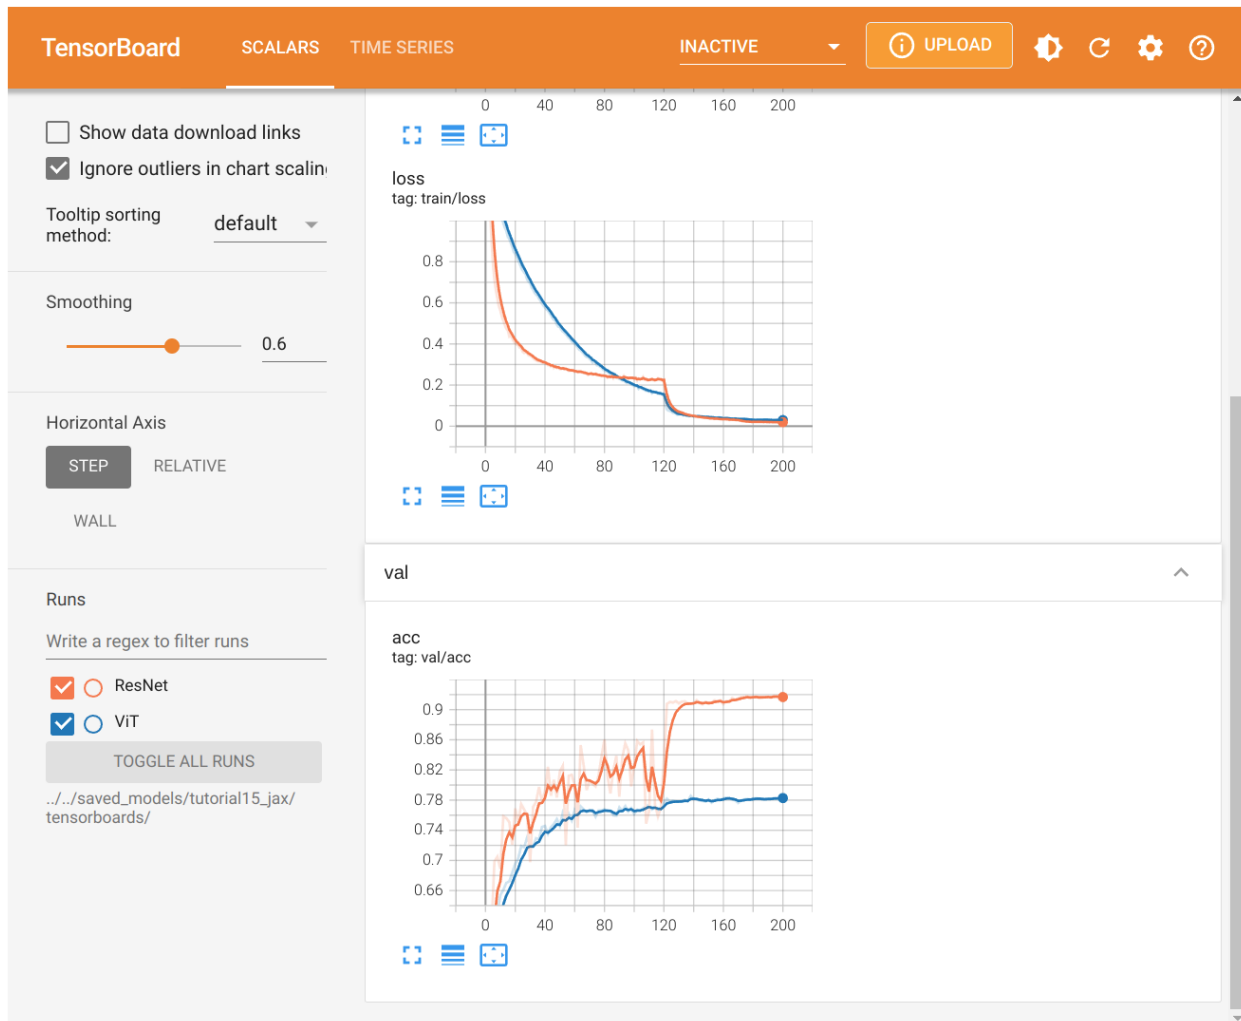 TensorBoard
SCALARS
TIME SERIES
INACTIVE
UPLOAD
Show data download links
Ignore outliers in chart scalin
Tooltip sorting
method:
default
Smoothing
0.6
Horizontal Axis
STEP
RELATIVE
WALL
Runs
Write a regex to filter runs
ResNet
ViT
TOGGLE ALL RUNS
../../saved_models/tutorial15_jax/
tensorboards/
0 40 80 120 160 200
loss
tag: train/loss
0.8
0.6
0.4
0.2
0
0 40 80 120 160 200
val
acc
tag: val/acc
0.9
0.86
0.82
0.78
0.74
0.7
0.66
0 40 80 120 160 200